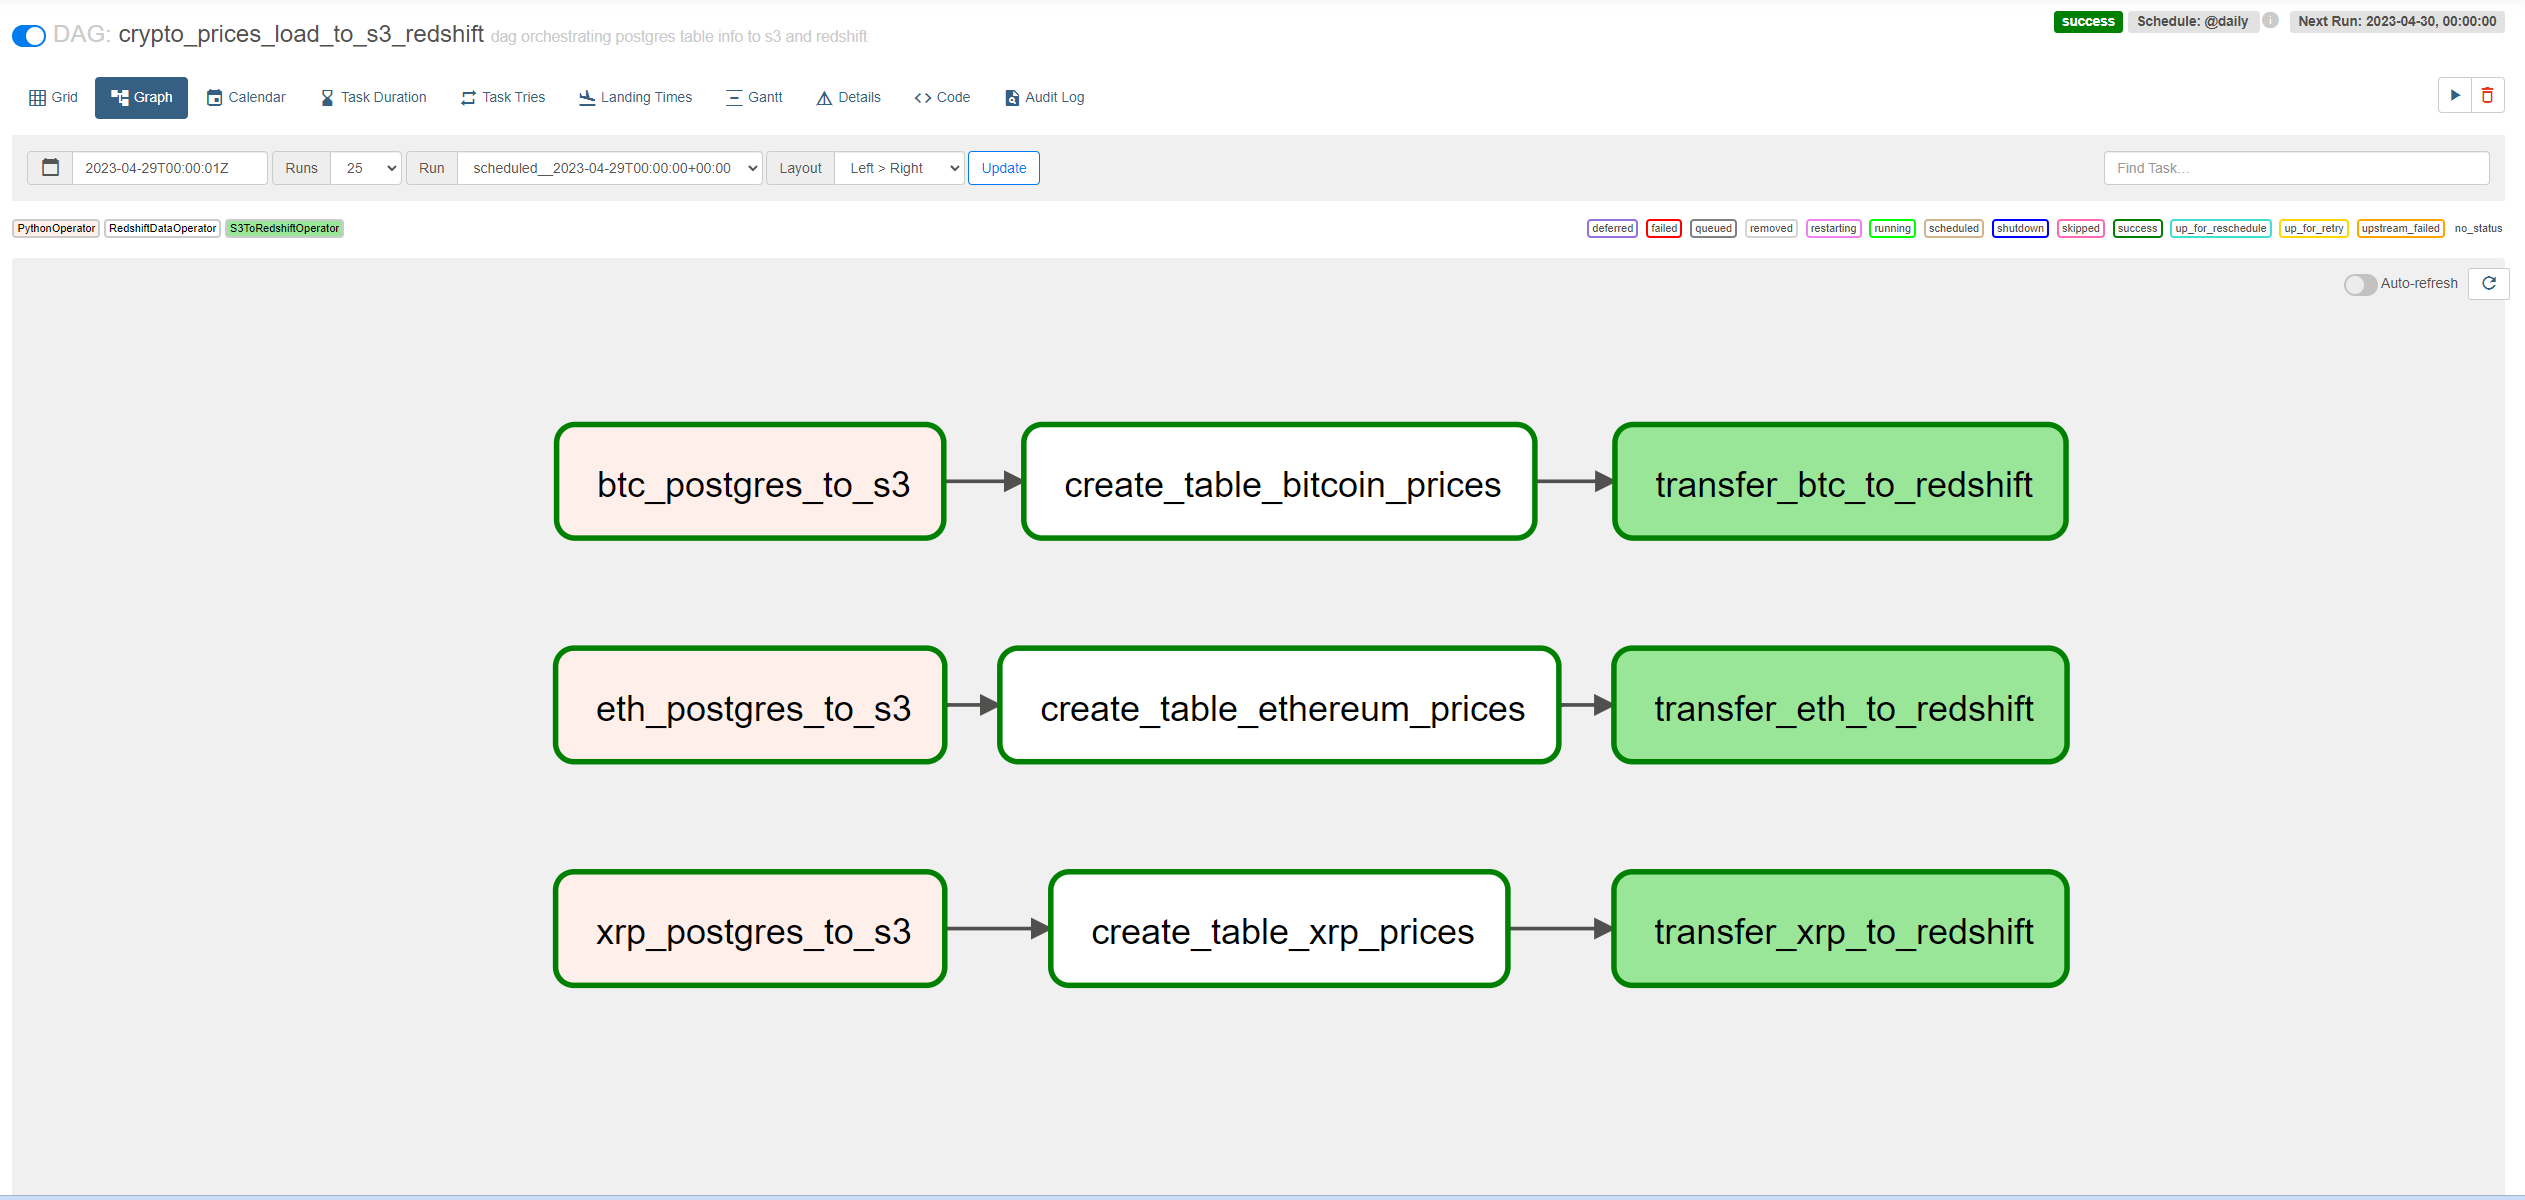 DAG: crypto_prices_load_to_s3_redshift dag orchestrating postgres table info to s3 and redshift
success Schedule: @daily i Next Run: 2023-04-30, 00:00:00
Grid Graph Calendar Task Duration Task Tries Landing Times Gantt Details <> Code Audit Log
2023-04-29T00:00:01Z Runs 25 Run scheduled__2023-04-29T00:00:00+00:00 Layout Left > Right Update Find Task...
PythonOperator RedshiftDataOperator S3ToRedshiftOperator
deferred failed queued removed restarting running scheduled shutdown skipped success up_for_reschedule up_for_retry upstream_failed no_status
Auto-refresh
btc_postgres_to_s3 create_table_bitcoin_prices transfer_btc_to_redshift
eth_postgres_to_s3 create_table_ethereum_prices transfer_eth_to_redshift
xrp_postgres_to_s3 create_table_xrp_prices transfer_xrp_to_redshift